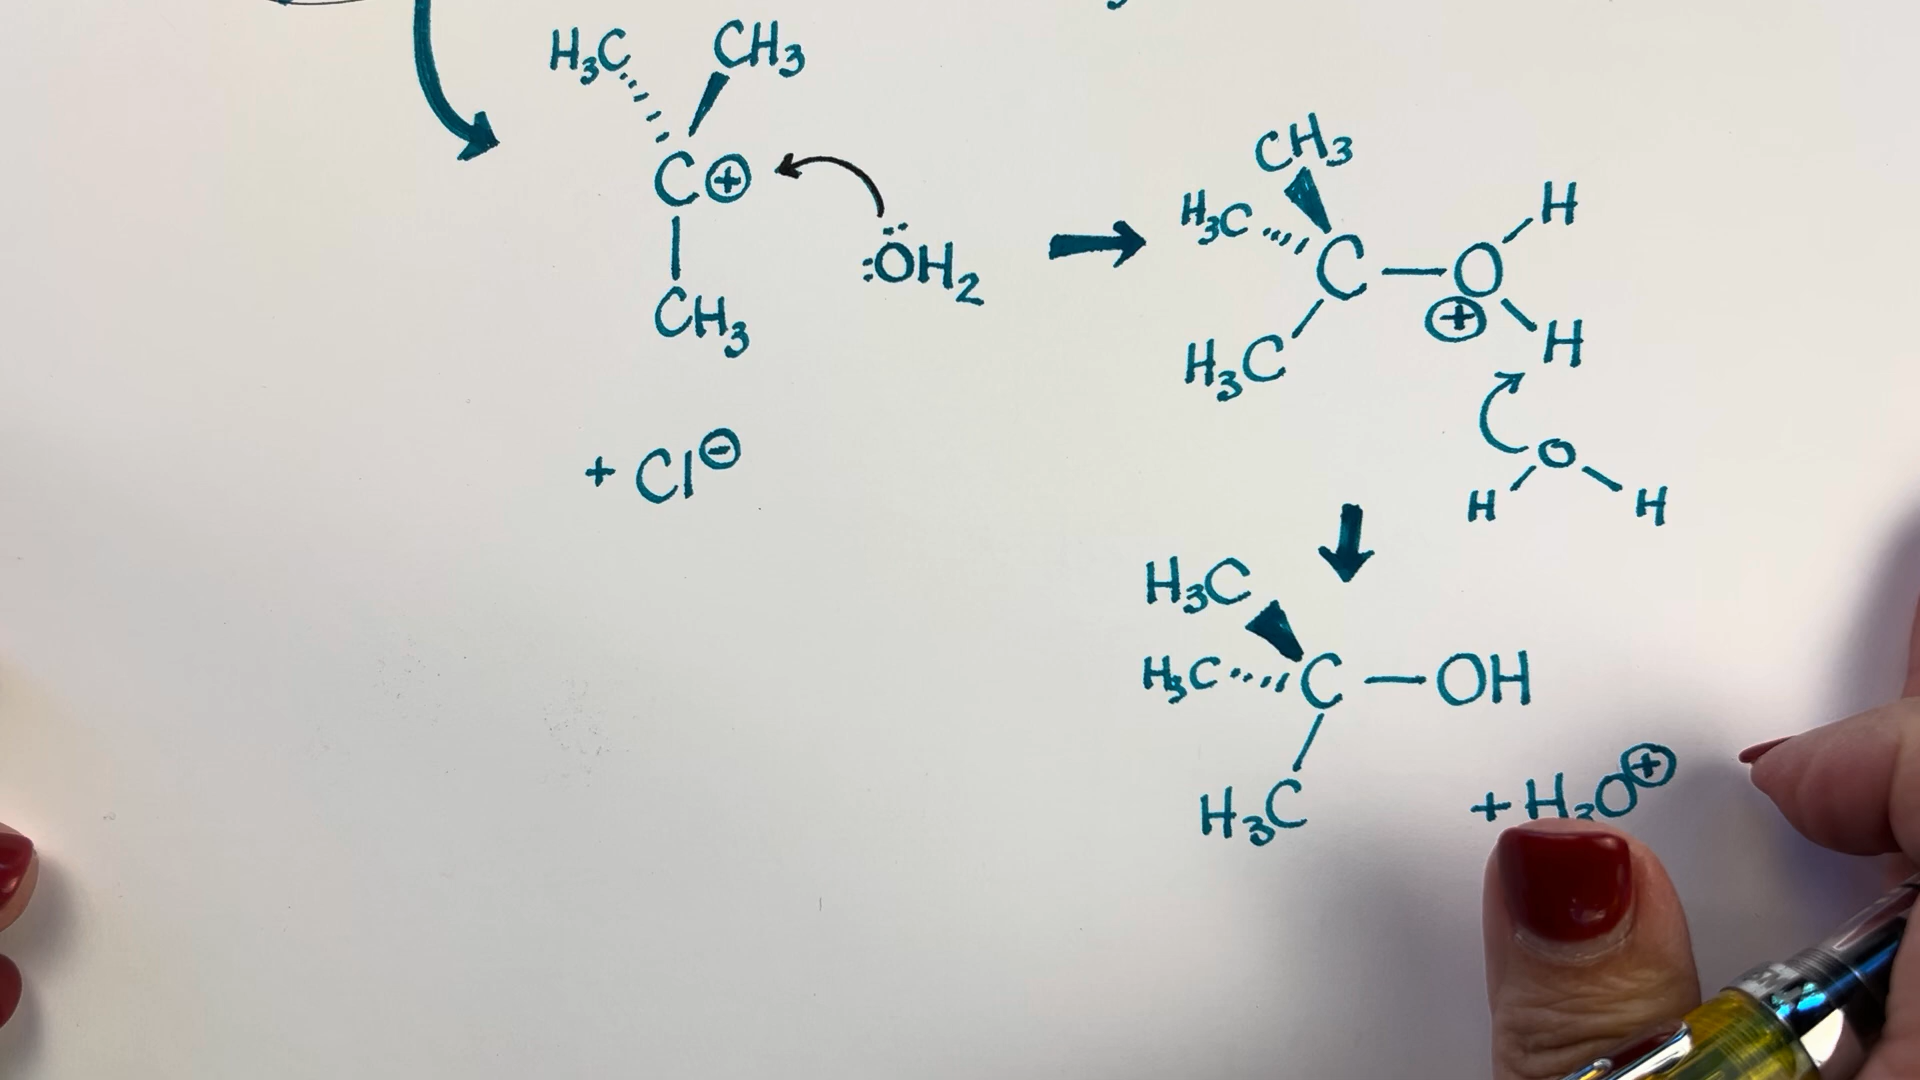 H₃C CH₃
C⊕
:ÖH₂
CH₃
+ Cl⊖
CH₃
H₃C
C — O H
⊕ H
H₃C
O
H H
H₃C
H₃C C — OH
H₃C
+ H₃O⊕